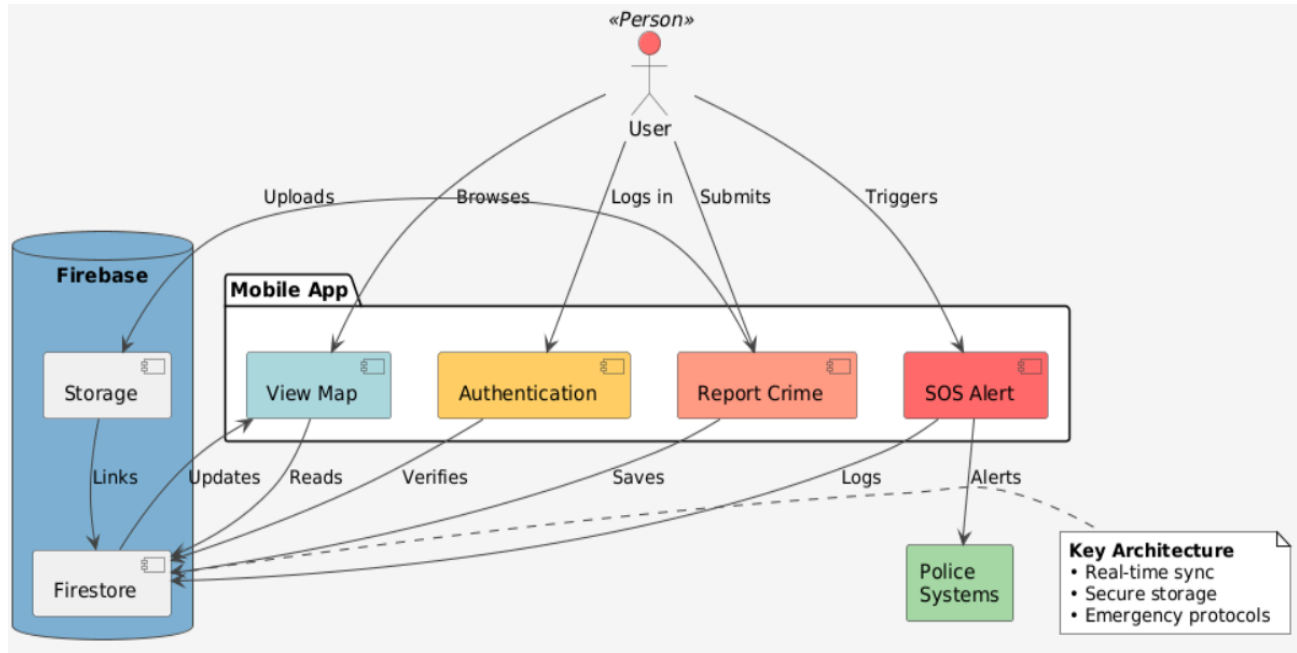 «Person»
User
Uploads
Browses
Logs in
Submits
Triggers
Firebase
Mobile App
Storage
View Map
Authentication
Report Crime
SOS Alert
Links
Updates
Reads
Verifies
Saves
Logs
Alerts
Firestore
Police
Systems
Key Architecture
• Real-time sync
• Secure storage
• Emergency protocols